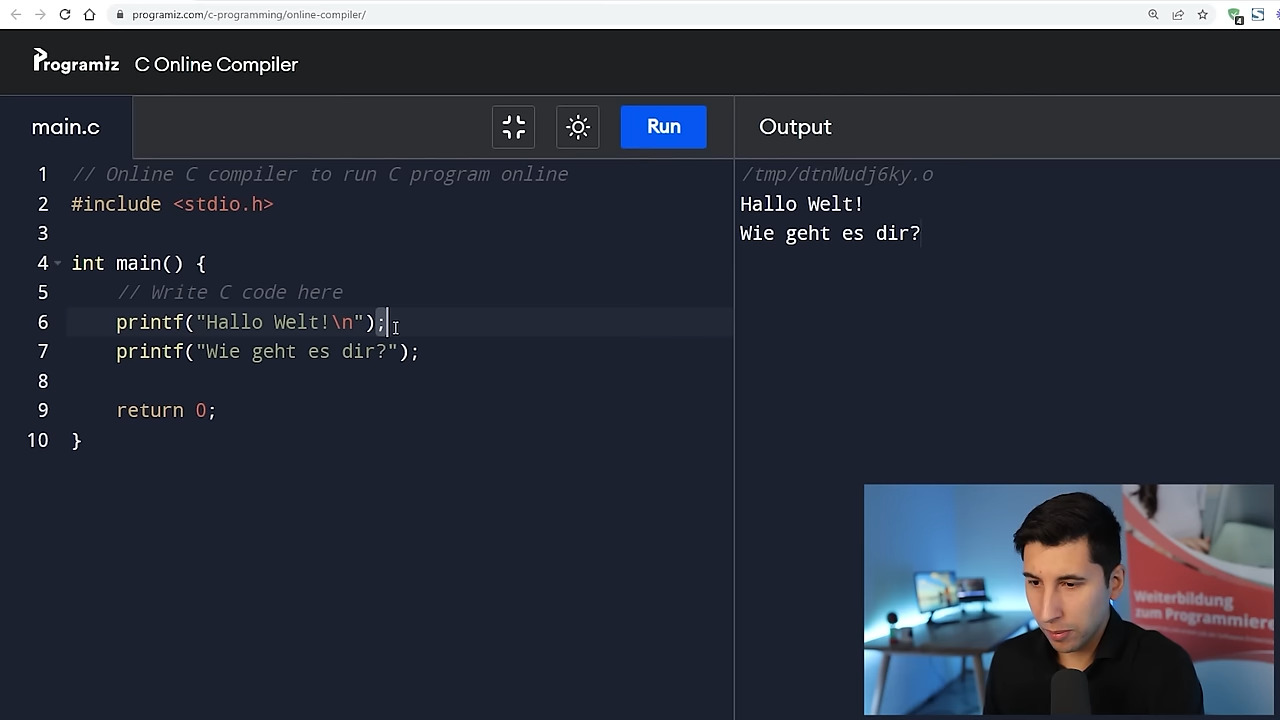 programiz.com/c-programming/online-compiler/
4
Programiz C Online Compiler
main.c
Run
Output
1 // Online C compiler to run C program online
2 #include <stdio.h>
3
4 int main() {
5 // Write C code here
6 printf("Hallo Welt!\n");
7 printf("Wie geht es dir?");
8
9 return 0;
10 }
/tmp/dtnMudj6ky.o
Hallo Welt!
Wie geht es dir?
Weiterbildung
zum Programmiere